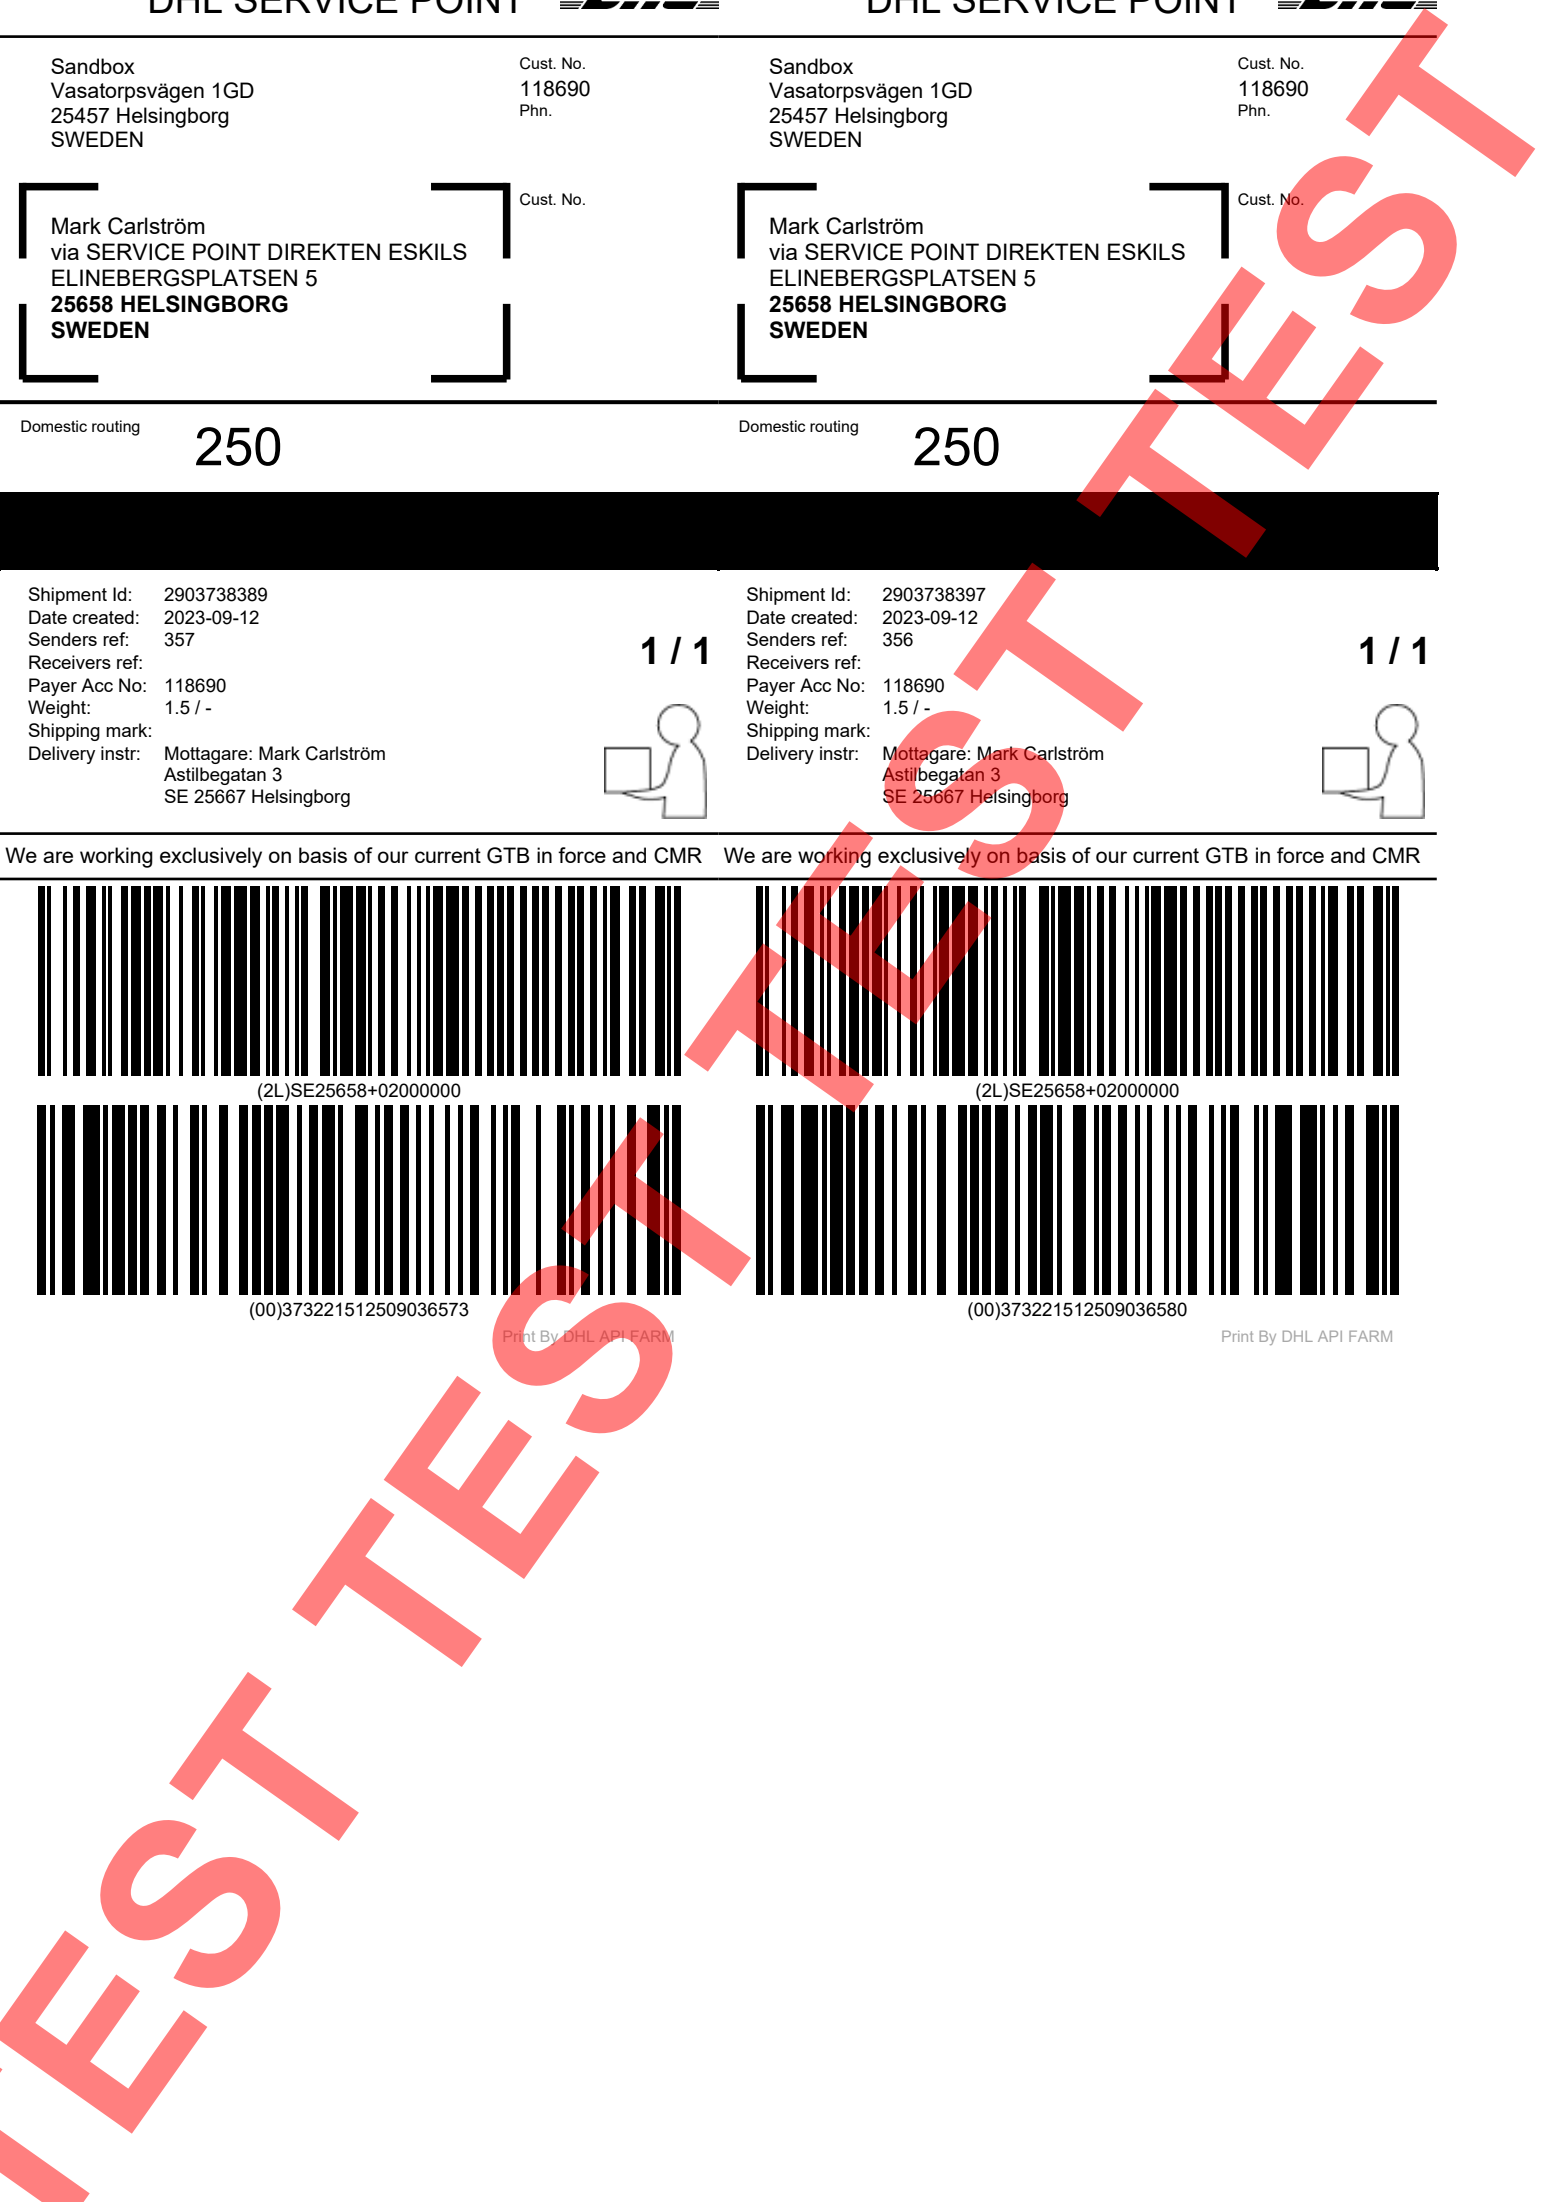 DHL SERVICE POINT
Sandbox
Vasatorpsvägen 1GD
25457 Helsingborg
SWEDEN
Cust. No.
118690
Phn.
Cust. No.
Mark Carlström
via SERVICE POINT DIREKTEN ESKILS
ELINEBERGSPLATSEN 5
25658 HELSINGBORG
SWEDEN
Domestic routing
250
Shipment Id: 2903738389
Date created: 2023-09-12
Senders ref: 357
Receivers ref:
Payer Acc No: 118690
Weight: 1.5 / -
Shipping mark:
Delivery instr: Mottagare: Mark Carlström
Astilbegatan 3
SE 25667 Helsingborg
1 / 1
We are working exclusively on basis of our current GTB in force and CMR
(2L)SE25658+02000000
(00)373221512509036573
Print By DHL API FARM
DHL SERVICE POINT
Sandbox
Vasatorpsvägen 1GD
25457 Helsingborg
SWEDEN
Cust. No.
118690
Phn.
Cust. No.
Mark Carlström
via SERVICE POINT DIREKTEN ESKILS
ELINEBERGSPLATSEN 5
25658 HELSINGBORG
SWEDEN
Domestic routing
250
Shipment Id: 2903738397
Date created: 2023-09-12
Senders ref: 356
Receivers ref:
Payer Acc No: 118690
Weight: 1.5 / -
Shipping mark:
Delivery instr: Mottagare: Mark Carlström
Astilbegatan 3
SE 25667 Helsingborg
1 / 1
We are working exclusively on basis of our current GTB in force and CMR
(2L)SE25658+02000000
(00)373221512509036580
Print By DHL API FARM
TEST TEST TEST TEST